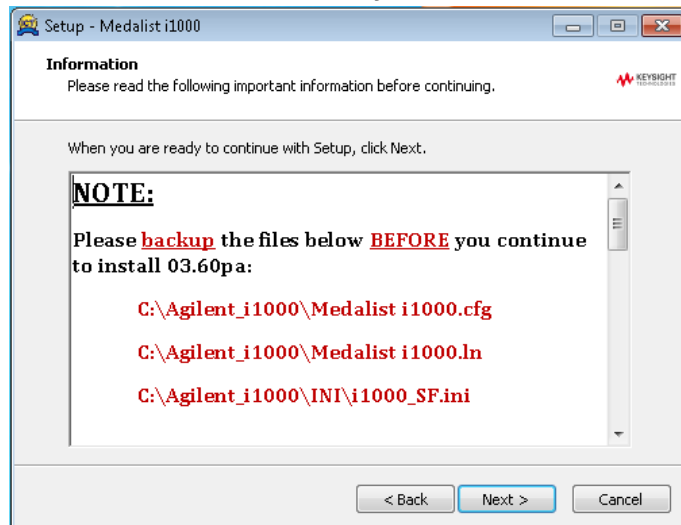 Setup - Medalist i1000
Information
Please read the following important information before continuing.
KEYSIGHT
TECHNOLOGIES
When you are ready to continue with Setup, click Next.
NOTE:
Please backup the files below BEFORE you continue
to install 03.60pa:
C:\Agilent_i1000\Medalist i1000.cfg
C:\Agilent_i1000\Medalist i1000.ln
C:\Agilent_i1000\INI\i1000_SF.ini
< Back
Next >
Cancel